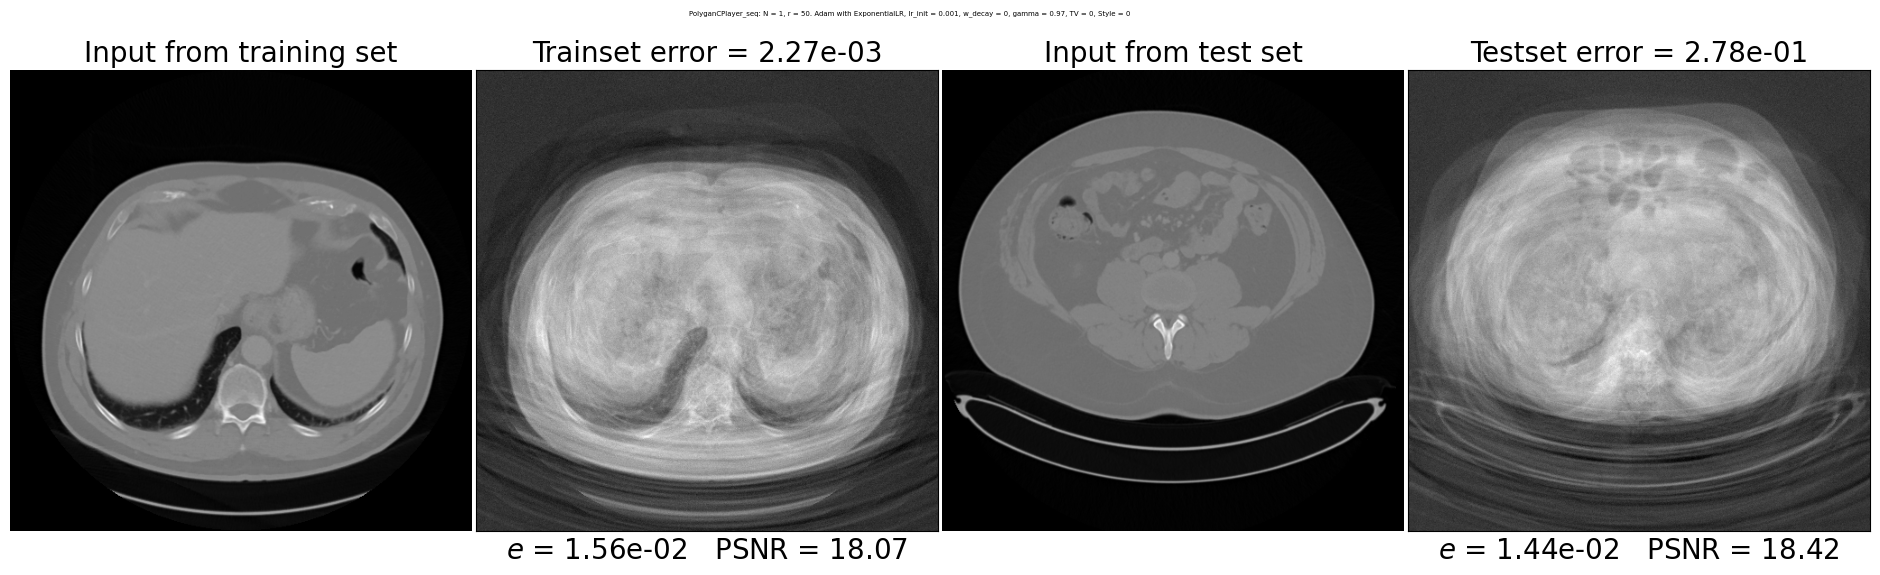 PolyganCPlayer_seq: N = 1, r = 50. Adam with ExponentialLR, lr_init = 0.001, w_decay = 0, gamma = 0.97, TV = 0, Style = 0
Input from training set
Trainset error = 2.27e-03
Input from test set
Testset error = 2.78e-01
e = 1.56e-02 PSNR = 18.07
e = 1.44e-02 PSNR = 18.42